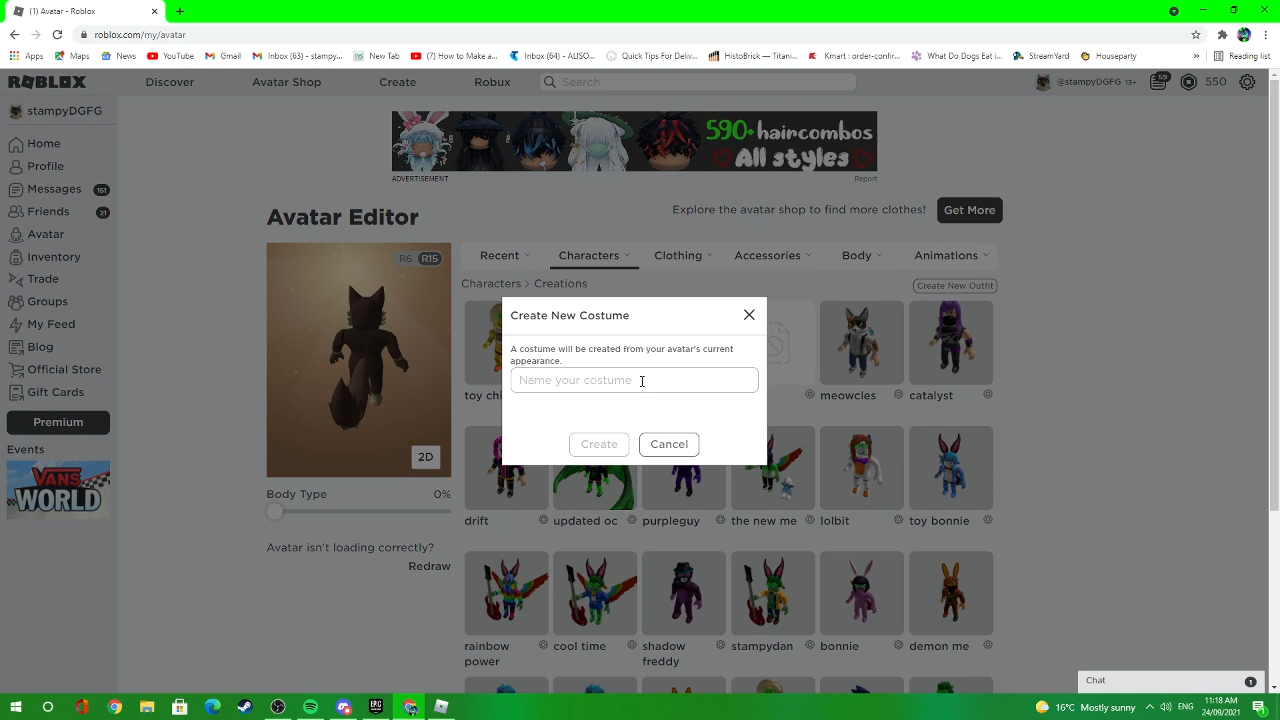 (1) Avatar - Roblox
roblox.com/my/avatar
Apps Maps News YouTube Gmail Inbox (63) - stampy... New Tab (7) How to Make a... Inbox (64) - ALISO... Quick Tips For Deliv... HistoBrick — Titani... Kmart : order-confir... What Do Dogs Eat i... StreamYard Houseparty » Reading list
ROBLOX Discover Avatar Shop Create Robux Search @stampyDGFG 13+ 59 550
stampyDGFG
Home
Profile
Messages 151
Friends 21
Avatar
Inventory
Trade
Groups
My Feed
Blog
Official Store
Gift Cards
Premium
Events
VANS
WORLD
590+ haircombos
All styles
ADVERTISEMENT Report
Avatar Editor
Explore the avatar shop to find more clothes! Get More
R6 R15
2D
Body Type 0%
Avatar isn't loading correctly?
Redraw
Recent Characters Clothing Accessories Body Animations
Characters > Creations Create New Outfit
Create New Costume
A costume will be created from your avatar's current
appearance.
Name your costume
Create Cancel
toy chi meowcles catalyst
drift updated oc purpleguy the new me lolbit toy bonnie
rainbow power cool time shadow freddy stampydan bonnie demon me
Chat 1
EPIC
16°C Mostly sunny ENG 11:18 AM
24/09/2021